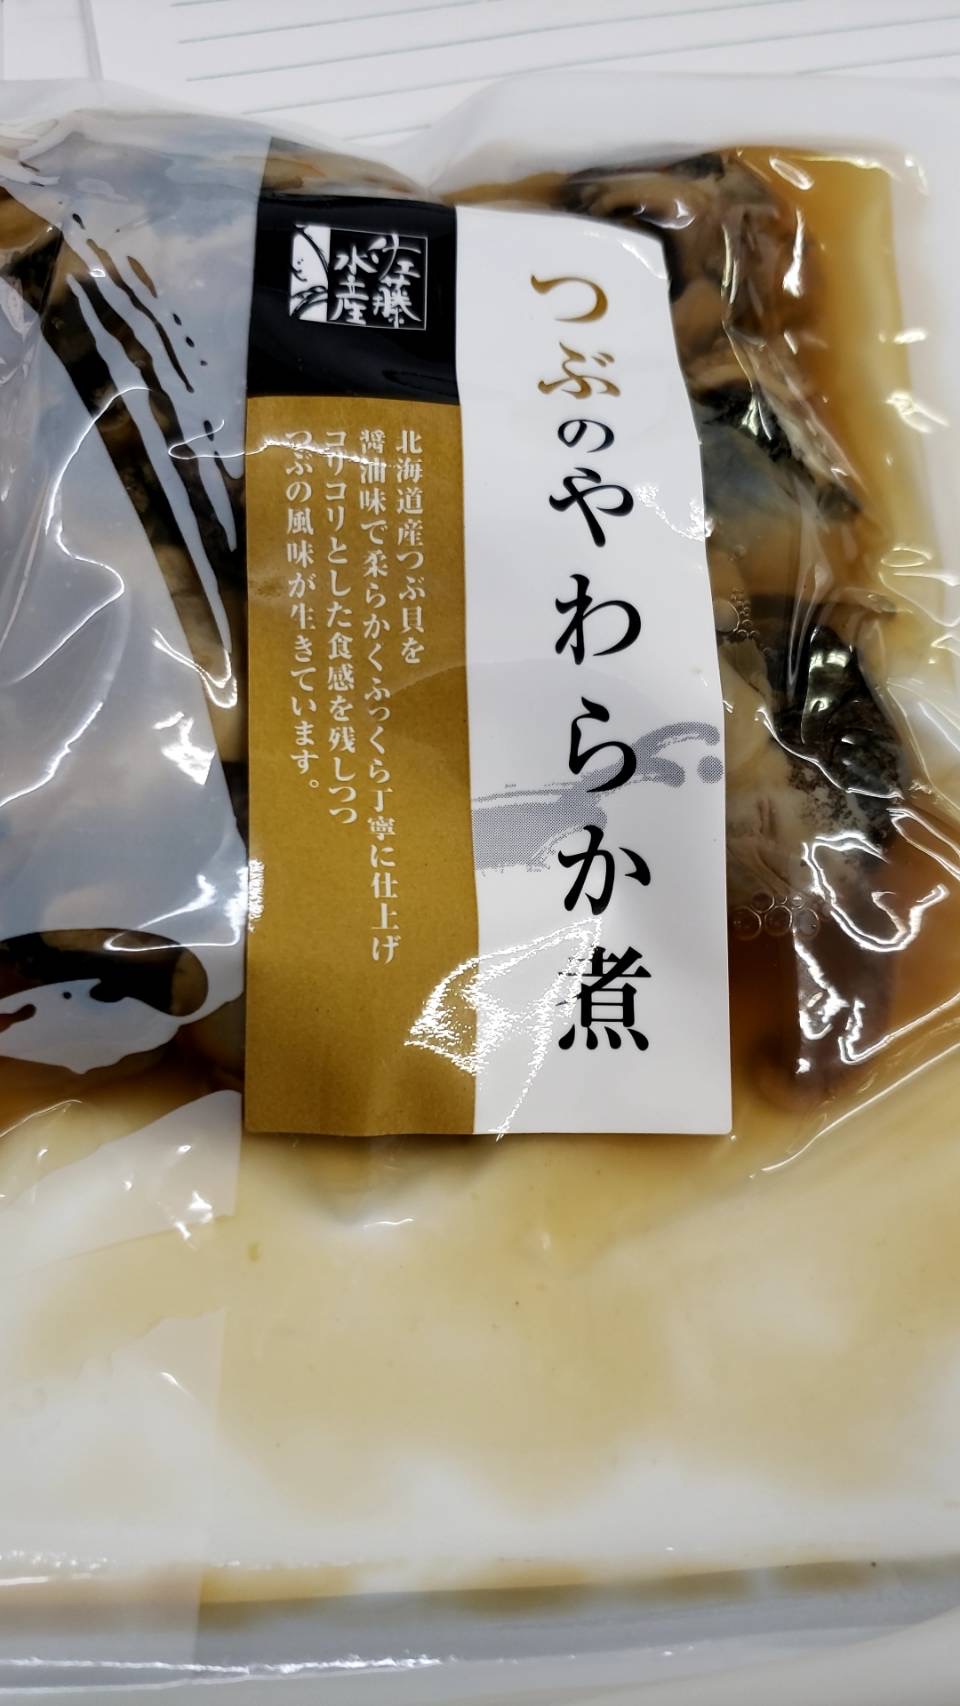 つぶのやわらか煮
佐藤
水産
北海道産つぶ貝を
醤油味で柔らかくふっくら丁寧に仕上げ
コリコリとした食感を残しつつ
つぶの風味が生きています。